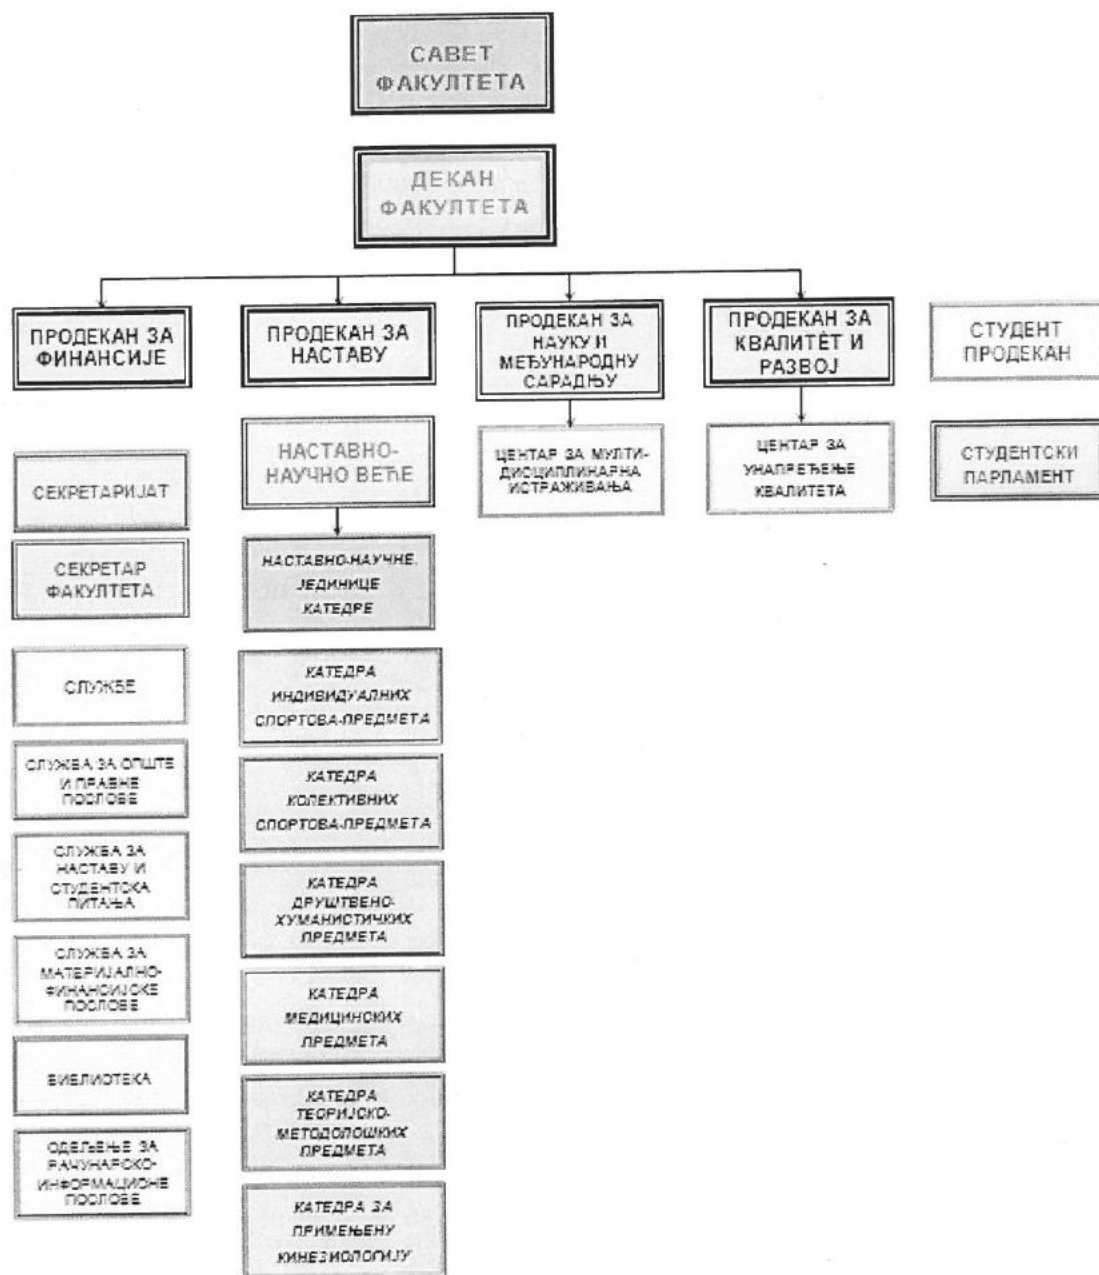 САВЕТ
ФАКУЛТЕТА
ДЕКАН
ФАКУЛТЕТА
ПРОДЕКАН ЗА
ФИНАНСИЈЕ
ПРОДЕКАН ЗА
НАСТАВУ
ПРОДЕКАН ЗА
НАУКУ И
МЕЂУНАРОДНУ
САРАДЊУ
ПРОДЕКАН ЗА
КВАЛИТЕТ И
РАЗВОЈ
СТУДЕНТ
ПРОДЕКАН
СЕКРЕТАРИЈАТ
НАСТАВНО-
НАУЧНО ВЕЋЕ
ЦЕНТАР ЗА МУЛТИ-
ДИСЦИПЛИНАРНА
ИСТРАЖИВАЊА
ЦЕНТАР ЗА
УНАПРЕЂЕЊЕ
КВАЛИТЕТА
СТУДЕНТСКИ
ПАРЛАМЕНТ
СЕКРЕТАР
ФАКУЛТЕТА
НАСТАВНО-НАУЧНЕ.
ЈЕДИНИЦЕ
КАТЕДРЕ
СЛУЖБЕ
КАТЕДРА
ИНДИВИДУАЛНИХ
СПОРТОВА-ПРЕДМЕТА
СЛУЖБА ЗА ОПШТЕ
И ПРАВНЕ
ПОСЛОВЕ
КАТЕДРА
КОЛЕКТИВНИХ
СПОРТОВА-ПРЕДМЕТА
СЛУЖБА ЗА
НАСТАВУ И
СТУДЕНТСКА
ПИТАЊА
КАТЕДРА
ДРУШТВЕНО-
ХУМАНИСТИЧКИХ
ПРЕДМЕТА
СЛУЖБА ЗА
МАТЕРИЈАЛНО-
ФИНАНСИЈСКЕ
ПОСЛОВЕ
КАТЕДРА
МЕДИЦИНСКИХ
ПРЕДМЕТА
БИБЛИОТЕКА
КАТЕДРА
ТЕОРИЈСКО-
МЕТОДОЛОШКИХ
ПРЕДМЕТА
ОДЕЉЕЊЕ ЗА
РАЧУНАРСКО-
ИНФОРМАЦИОНЕ
ПОСЛОВЕ
КАТЕДРА ЗА
ПРИМЕЊЕНУ
КИНЕЗИОЛОГИЈУ